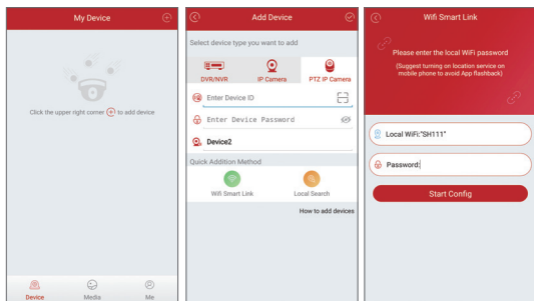 My Device
Click the upper right corner to add device
Device
Media
Me
Add Device
Select device type you want to add
DVR/NVR
IP Camera
PTZ IP Camera
Enter Device ID
Enter Device Password
Device2
Quick Addition Method
Wifi Smart Link
Local Search
How to add devices
Wifi Smart Link
Please enter the local WiFi password
(Suggest turning on location service on
mobile phone to avoid App flashback)
Local WiFi:"SH111"
Password:
Start Config